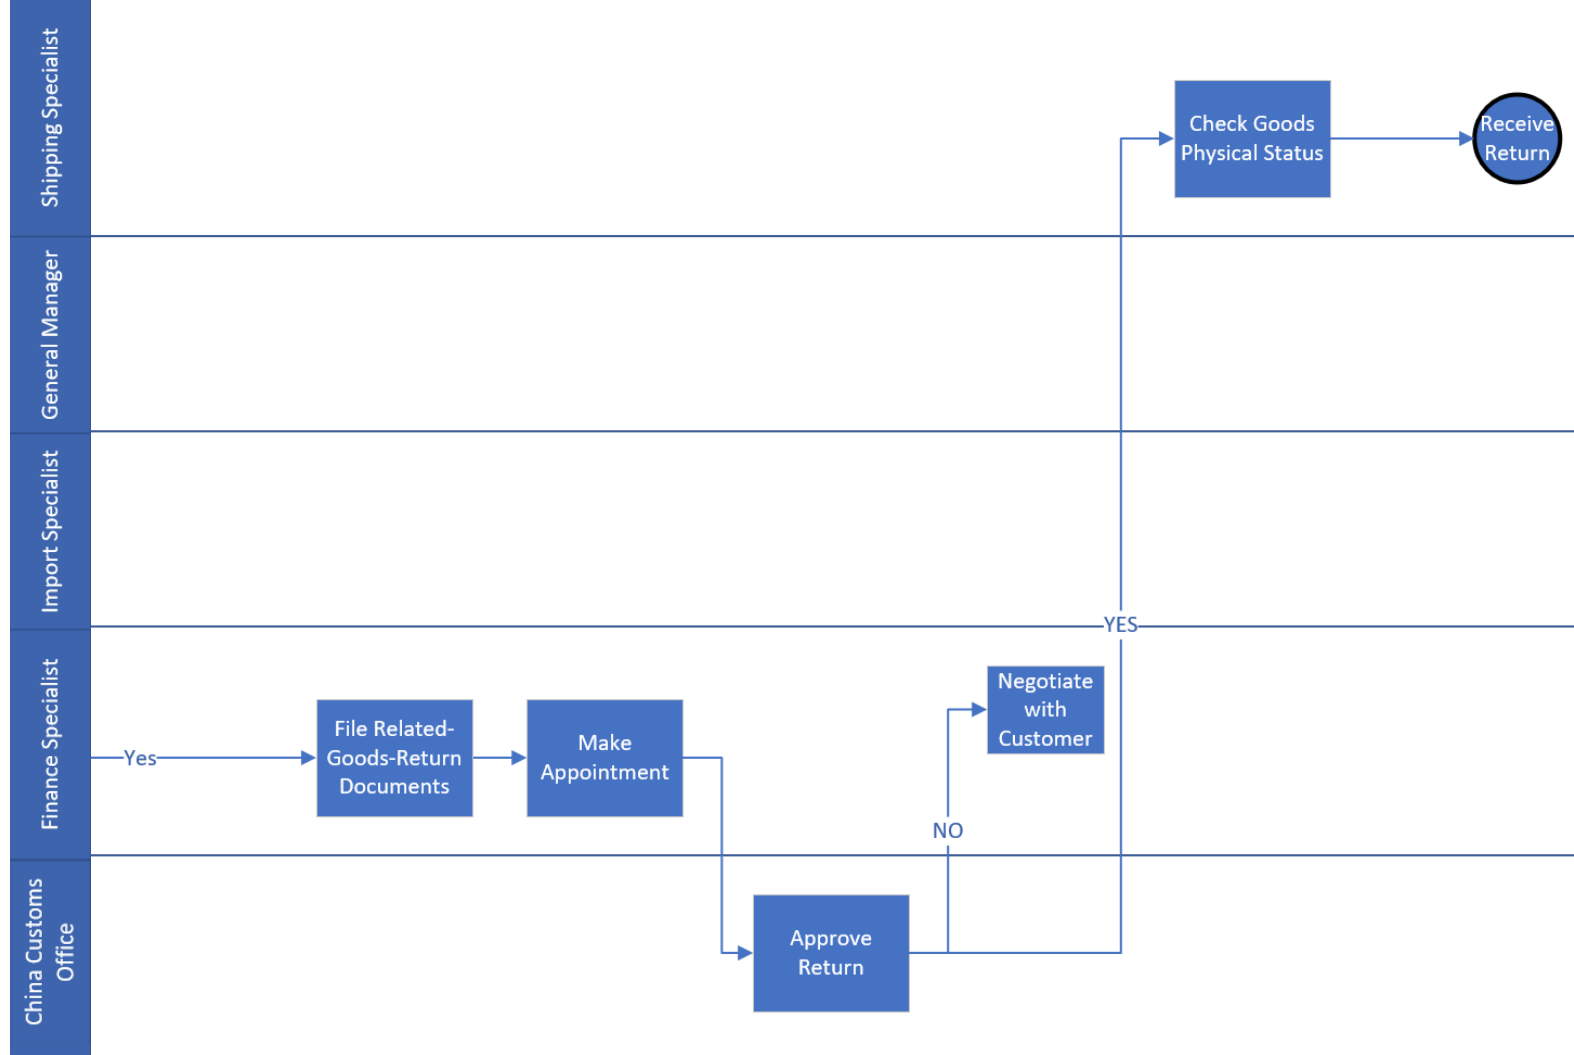 Shipping Specialist
Check Goods
Physical Status
Receive
Return
General Manager
Import Specialist
YES
Finance Specialist
Yes
File Related-
Goods-Return
Documents
Make
Appointment
Negotiate
with
Customer
NO
China Customs
Office
Approve
Return